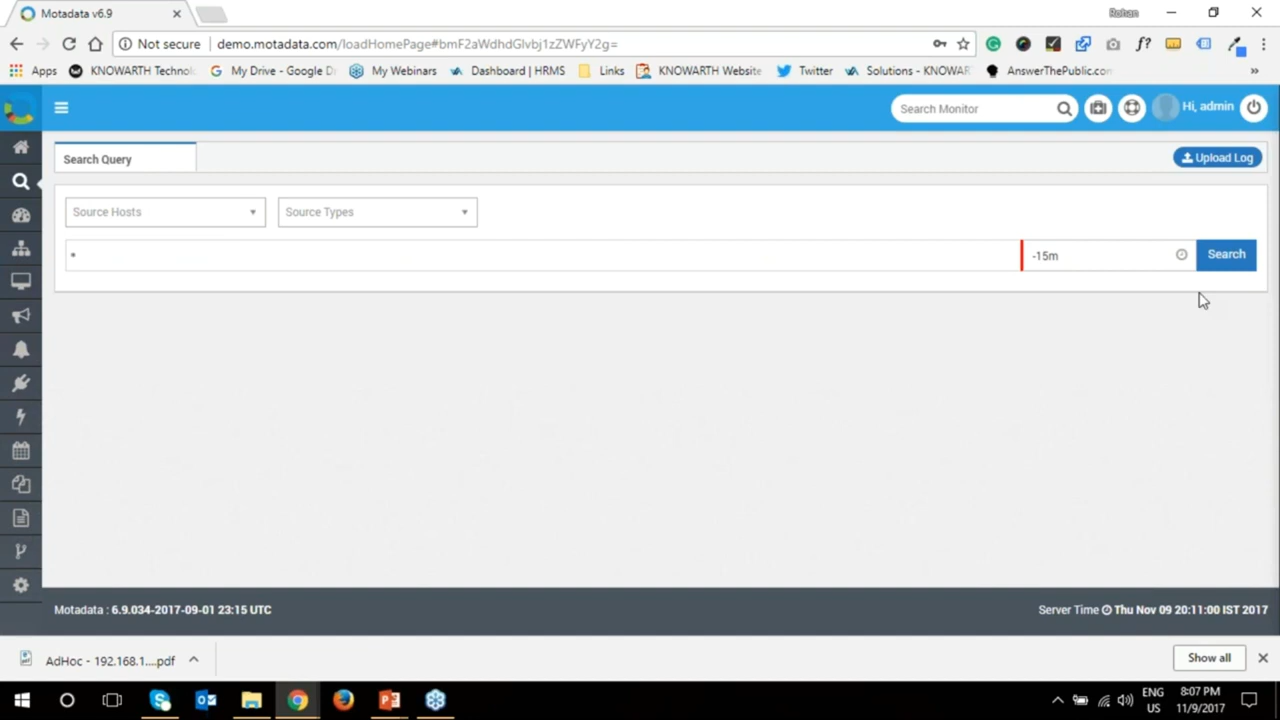 Motadata v6.9
Rohan
Not secure
demo.motadata.com/loadHomePage#bmF2aWdhdGlvbj1zZWFyY2g=
f?
Apps
KNOWARTH Technol
My Drive - Google D
My Webinars
Dashboard | HRMS
Links
KNOWARTH Website
Twitter
Solutions - KNOWAR
AnswerThePublic.com
»
Search Monitor
Hi, admin
Search Query
Upload Log
Source Hosts
Source Types
*
-15m
Search
Motadata : 6.9.034-2017-09-01 23:15 UTC
Server Time Thu Nov 09 20:11:00 IST 2017
AdHoc - 192.168.1....pdf
Show all
ENG
US
8:07 PM
11/9/2017